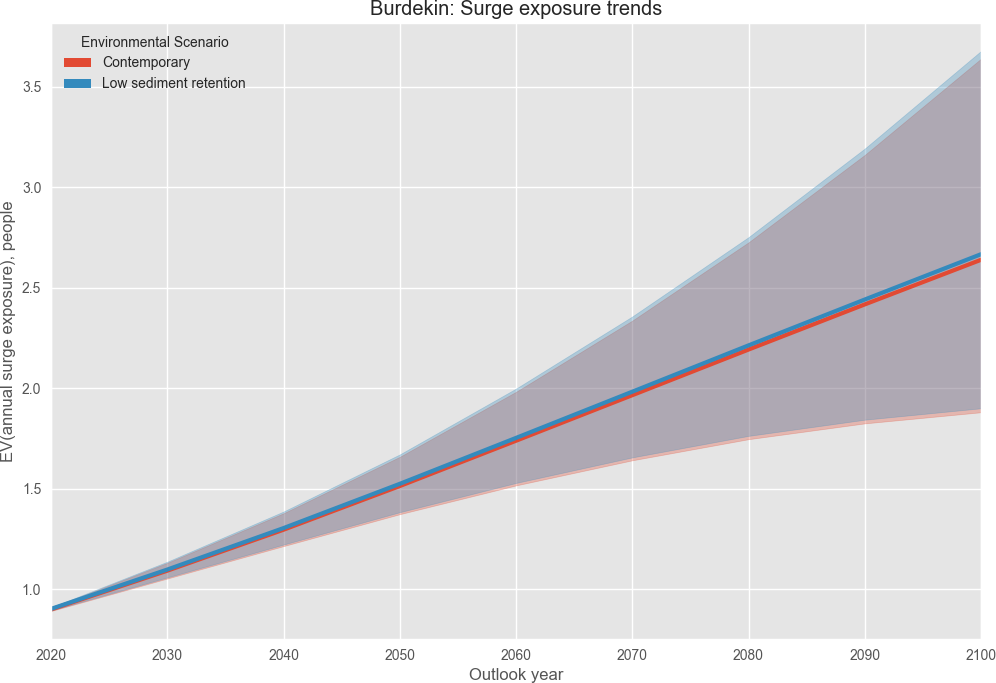 Burdekin: Surge exposure trends
Environmental Scenario
Contemporary
Low sediment retention
EV(annual surge exposure), people
3.5
3.0
2.5
2.0
1.5
1.0
2020 2030 2040 2050 2060 2070 2080 2090 2100
Outlook year